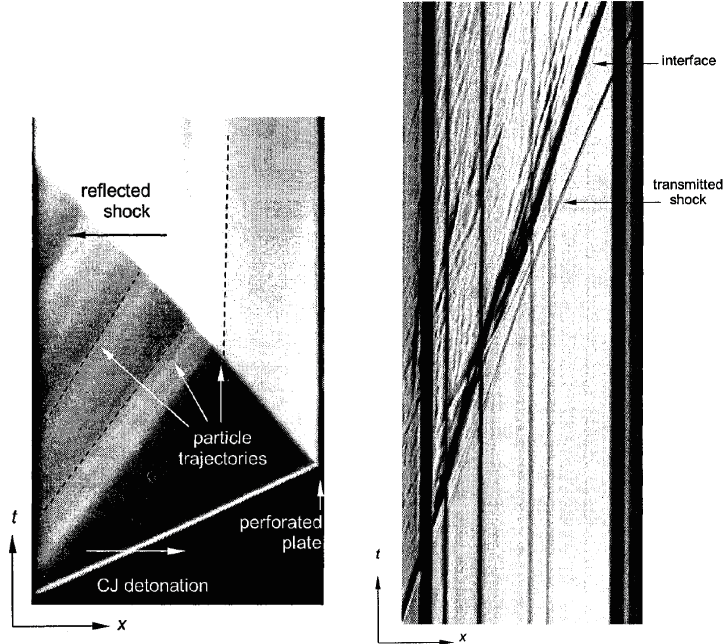 reflected
shock
particle
trajectories
perforated
plate
CJ detonation
t
x
interface
transmitted
shock
t
x